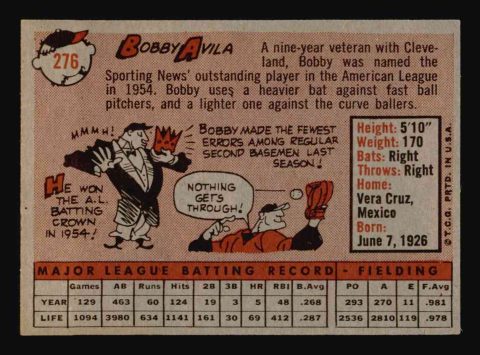 276
BOBBY AVILA
A nine-year veteran with Cleve-
land, Bobby was named the
Sporting News' outstanding player in the American League
in 1954. Bobby uses a heavier bat against fast ball
pitchers, and a lighter one against the curve ballers.
MMMH!
HE WON
THE A.L.
BATTING
CROWN
IN 1954!
BOBBY MADE THE FEWEST
ERRORS AMONG REGULAR
SECOND BASEMEN LAST
SEASON!
NOTHING
GETS
THROUGH!
Height: 5'10"
Weight: 170
Bats: Right
Throws: Right
Home:
Vera Cruz,
Mexico
Born:
June 7, 1926
© T.C.G. PRTD. IN U.S.A.
MAJOR LEAGUE BATTING RECORD - FIELDING
Games AB Runs Hits 2B 3B HR RBI B.Avg PO A E F.Avg
YEAR 129 463 60 124 19 3 5 48 .268 293 270 11 .981
LIFE 1094 3980 634 1141 161 30 69 412 .287 2536 2810 119 .978